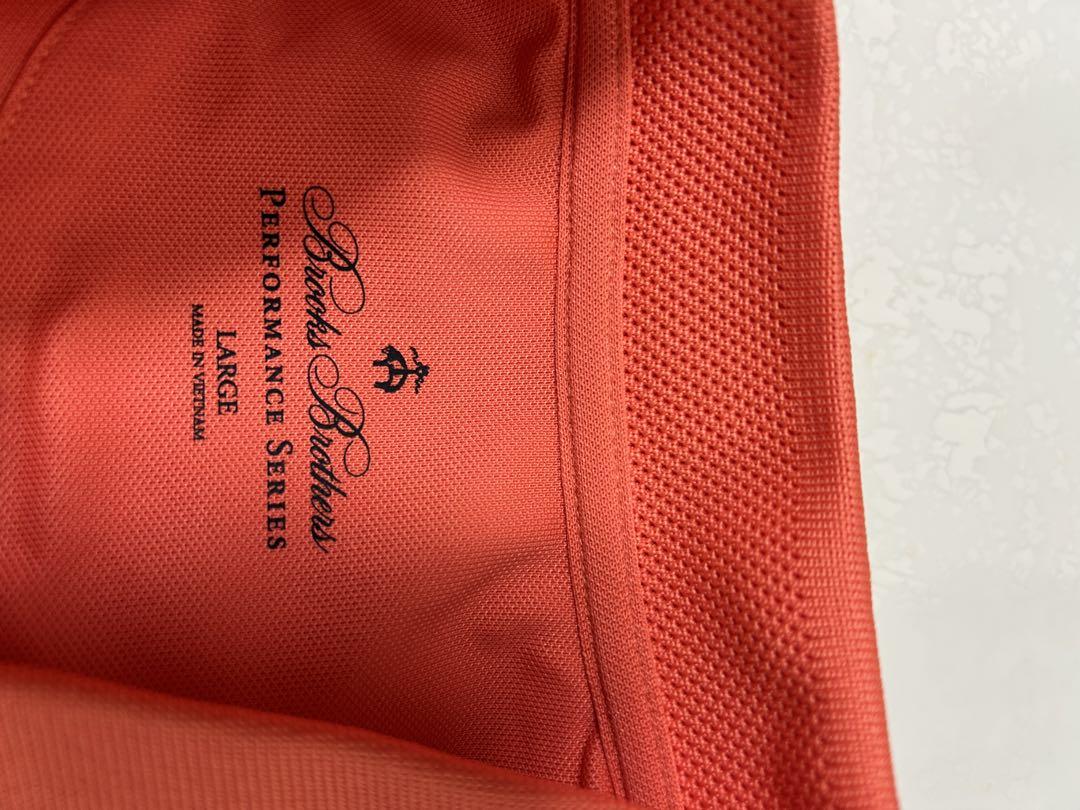 Brooks Brothers
PERFORMANCE SERIES
LARGE
MADE IN VIETNAM